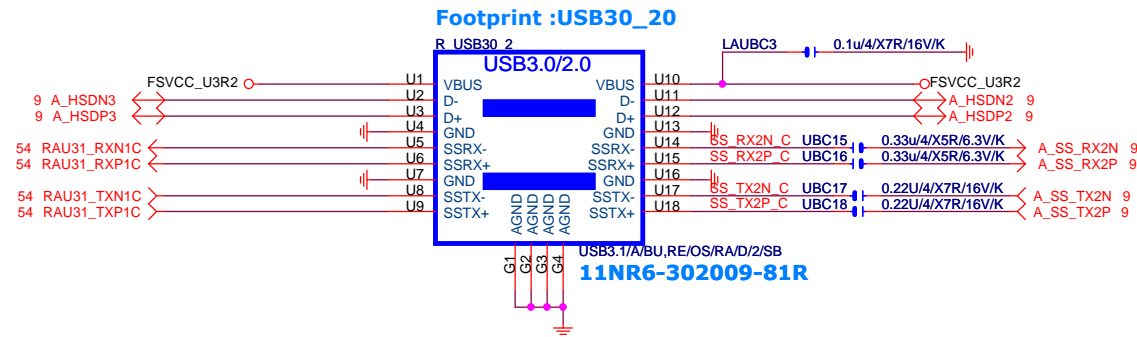 Footprint :USB30_20
R_USB30_2
LAUBC3 0.1u/4/X7R/16V/K
USB3.0/2.0
FSVCC_U3R2 U1 VBUS VBUS U10 FSVCC_U3R2
9 A_HSDN3 U2 D- D- U11 A_HSDN2 9
9 A_HSDP3 U3 D+ D+ U12 A_HSDP2 9
U4 GND GND U13
54 RAU31_RXN1C U5 SSRX- SSRX- U14 SS_RX2N_C UBC15 0.33u/4/X5R/6.3V/K A_SS_RX2N 9
54 RAU31_RXP1C U6 SSRX+ SSRX+ U15 SS_RX2P_C UBC16 0.33u/4/X5R/6.3V/K A_SS_RX2P 9
U7 GND GND U16
54 RAU31_TXN1C U8 SSTX- SSTX- U17 SS_TX2N_C UBC17 0.22U/4/X7R/16V/K A_SS_TX2N 9
54 RAU31_TXP1C U9 SSTX+ SSTX+ U18 SS_TX2P_C UBC18 0.22U/4/X7R/16V/K A_SS_TX2P 9
AGND AGND AGND AGND
G1 G2 G3 G4
USB3.1/A/BU,RE/OS/RA/D/2/SB
11NR6-302009-81R